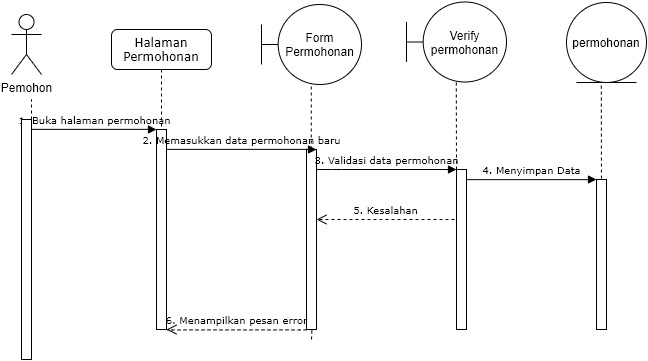 Halaman
Permohonan
Form
Permohonan
Verify
permohonan
permohonan
Pemohon
1. Buka halaman permohonan
2. Memasukkan data permohonan baru
3. Validasi data permohonan
4. Menyimpan Data
5. Kesalahan
6. Menampilkan pesan error